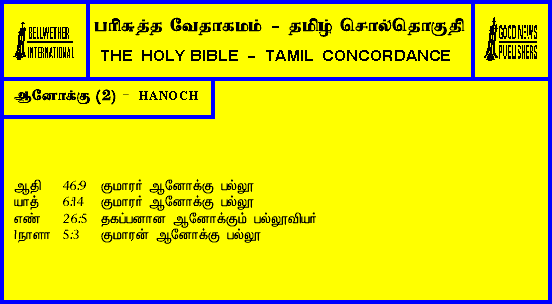 BELLWETHER
INTERNATIONAL
பரிசுத்த வேதாகமம் - தமிழ் சொல்தொகுதி
THE HOLY BIBLE - TAMIL CONCORDANCE
GOOD NEWS
PUBLISHERS
ஆனோக்கு (2) - HANOCH
ஆதி 46:9 குமாரர் ஆனோக்கு பல்லூ
யாத் 6:14 குமாரர் ஆனோக்கு பல்லூ
எண் 26:5 தகப்பனான ஆனோக்கும் பல்லூவியர்
1நாளா 5:3 குமாரன் ஆனோக்கு பல்லூ